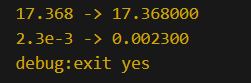 17.368 -> 17.368000
2.3e-3 -> 0.002300
debug:exit yes